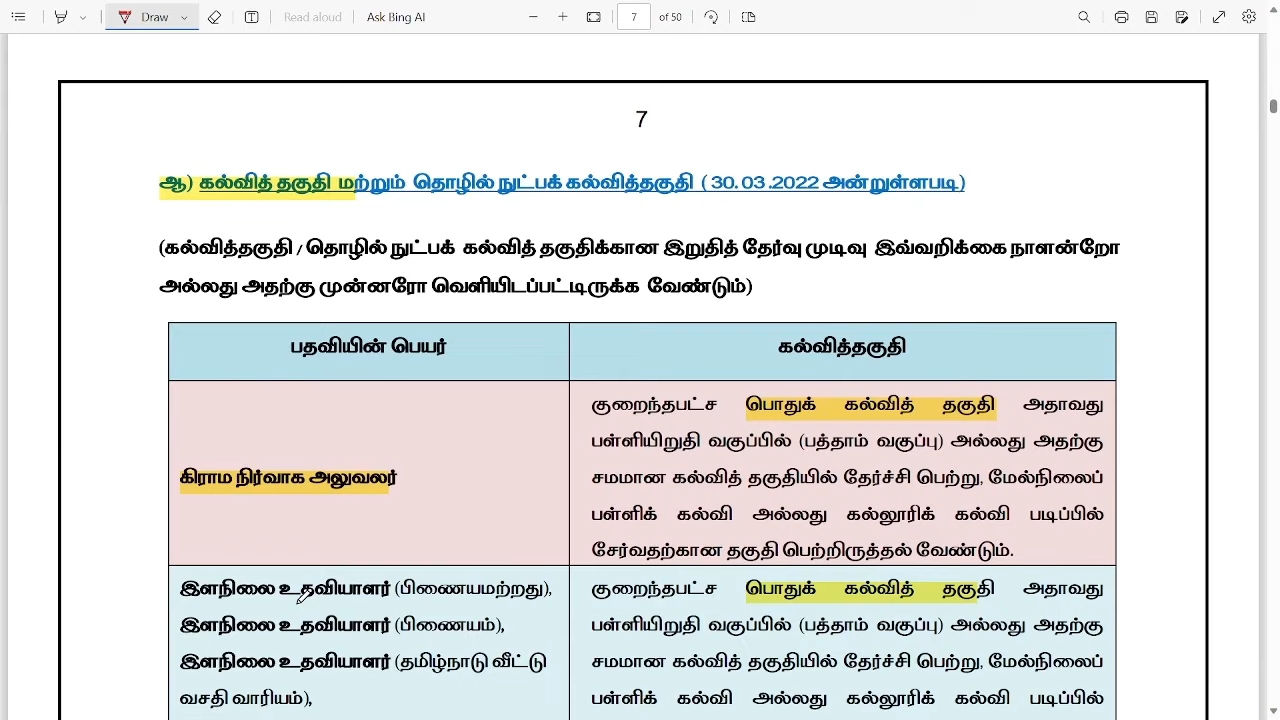 Draw
Read aloud
Ask Bing AI
7
of 50
7
ஆ) கல்வித் தகுதி மற்றும் தொழில் நுட்பக் கல்வித்தகுதி ( 30. 03 .2022 அன்றுள்ளபடி)
(கல்வித்தகுதி / தொழில் நுட்பக் கல்வித் தகுதிக்கான இறுதித் தேர்வு முடிவு இவ்வறிக்கை நாளன்றோ
அல்லது அதற்கு முன்னரோ வெளியிடப்பட்டிருக்க வேண்டும்)
பதவியின் பெயர்
கல்வித்தகுதி
கிராம நிர்வாக அலுவலர்
குறைந்தபட்ச பொதுக் கல்வித் தகுதி அதாவது
பள்ளியிறுதி வகுப்பில் (பத்தாம் வகுப்பு) அல்லது அதற்கு
சமமான கல்வித் தகுதியில் தேர்ச்சி பெற்று, மேல்நிலைப்
பள்ளிக் கல்வி அல்லது கல்லூரிக் கல்வி படிப்பில்
சேர்வதற்கான தகுதி பெற்றிருத்தல் வேண்டும்.
இளநிலை உதவியாளர் (பிணையமற்றது),
இளநிலை உதவியாளர் (பிணையம்),
இளநிலை உதவியாளர் (தமிழ்நாடு வீட்டு
வசதி வாரியம்),
குறைந்தபட்ச பொதுக் கல்வித் தகுதி அதாவது
பள்ளியிறுதி வகுப்பில் (பத்தாம் வகுப்பு) அல்லது அதற்கு
சமமான கல்வித் தகுதியில் தேர்ச்சி பெற்று, மேல்நிலைப்
பள்ளிக் கல்வி அல்லது கல்லூரிக் கல்வி படிப்பில்